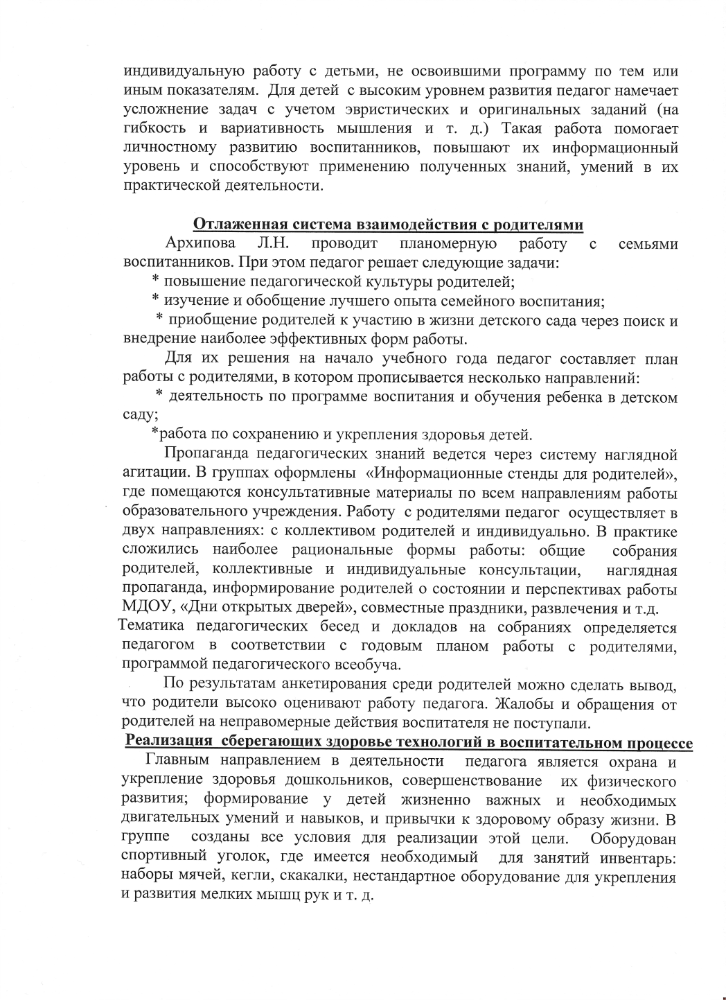 индивидуальную работу с детьми, не освоившими программу по тем или
иным показателям. Для детей с высоким уровнем развития педагог намечает
усложнение задач с учетом эвристических и оригинальных заданий (на
гибкость и вариативность мышления и т. д.) Такая работа помогает
личностному развитию воспитанников, повышают их информационный
уровень и способствуют применению полученных знаний, умений в их
практической деятельности.
Отлаженная система взаимодействия с родителями
Архипова Л.Н. проводит планомерную работу с семьями
воспитанников. При этом педагог решает следующие задачи:
* повышение педагогической культуры родителей;
* изучение и обобщение лучшего опыта семейного воспитания;
* приобщение родителей к участию в жизни детского сада через поиск и
внедрение наиболее эффективных форм работы.
Для их решения на начало учебного года педагог составляет план
работы с родителями, в котором прописывается несколько направлений:
* деятельность по программе воспитания и обучения ребенка в детском
саду;
*работа по сохранению и укрепления здоровья детей.
Пропаганда педагогических знаний ведется через систему наглядной
агитации. В группах оформлены «Информационные стенды для родителей»,
где помещаются консультативные материалы по всем направлениям работы
образовательного учреждения. Работу с родителями педагог осуществляет в
двух направлениях: с коллективом родителей и индивидуально. В практике
сложились наиболее рациональные формы работы: общие собрания
родителей, коллективные и индивидуальные консультации, наглядная
пропаганда, информирование родителей о состоянии и перспективах работы
МДОУ, «Дни открытых дверей», совместные праздники, развлечения и т.д.
Тематика педагогических бесед и докладов на собраниях определяется
педагогом в соответствии с годовым планом работы с родителями,
программой педагогического всеобуча.
По результатам анкетирования среди родителей можно сделать вывод,
что родители высоко оценивают работу педагога. Жалобы и обращения от
родителей на неправомерные действия воспитателя не поступали.
Реализация сберегающих здоровье технологий в воспитательном процессе
Главным направлением в деятельности педагога является охрана и
укрепление здоровья дошкольников, совершенствование их физического
развития; формирование у детей жизненно важных и необходимых
двигательных умений и навыков, и привычки к здоровому образу жизни. В
группе созданы все условия для реализации этой цели. Оборудован
спортивный уголок, где имеется необходимый для занятий инвентарь:
наборы мячей, кегли, скакалки, нестандартное оборудование для укрепления
и развития мелких мышц рук и т. д.